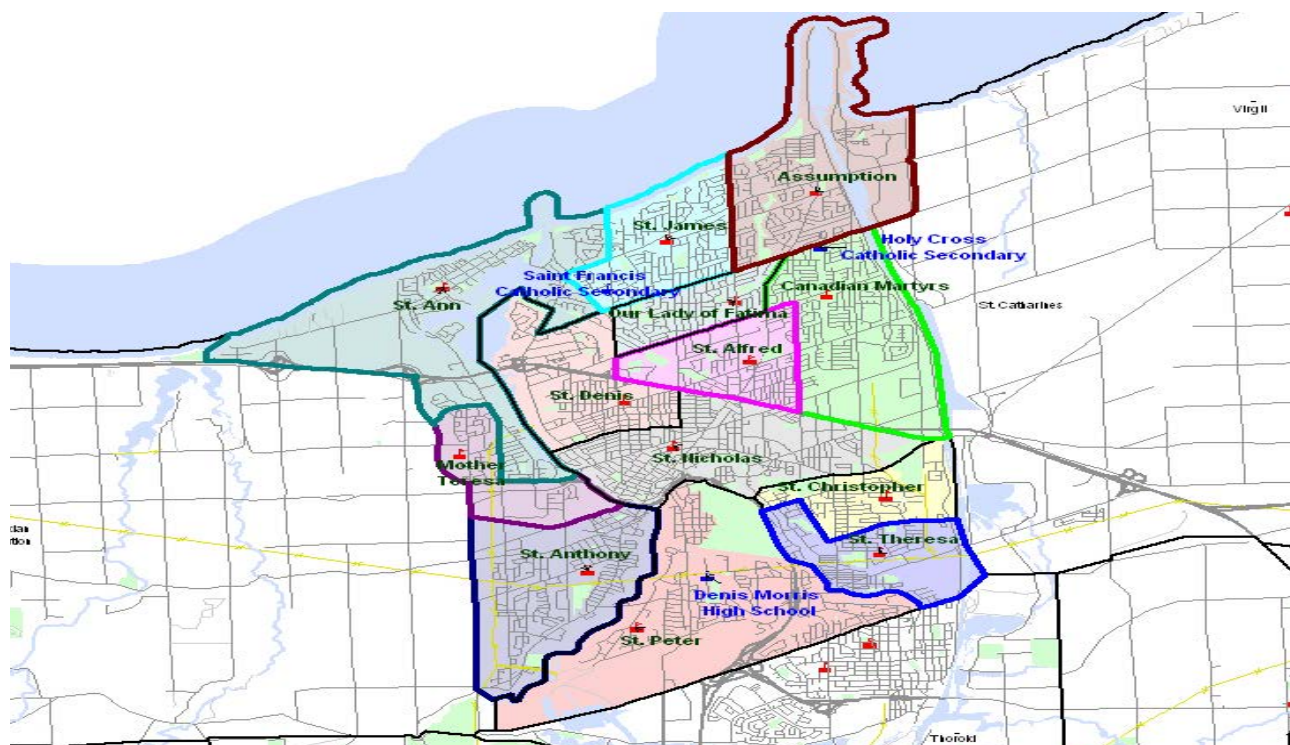 Virgil
Assumption
St. James
Holy Cross
Catholic Secondary
Saint Francis
Catholic Secondary
Canadian Martyrs
St. Ann
Our Lady of Fatima
St. Catharines
St. Alfred
St. Denis
St. Nicholas
Mother
Teresa
St. Christopher
St. Theresa
St. Anthony
Denis Morris
High School
St. Peter
Thorold